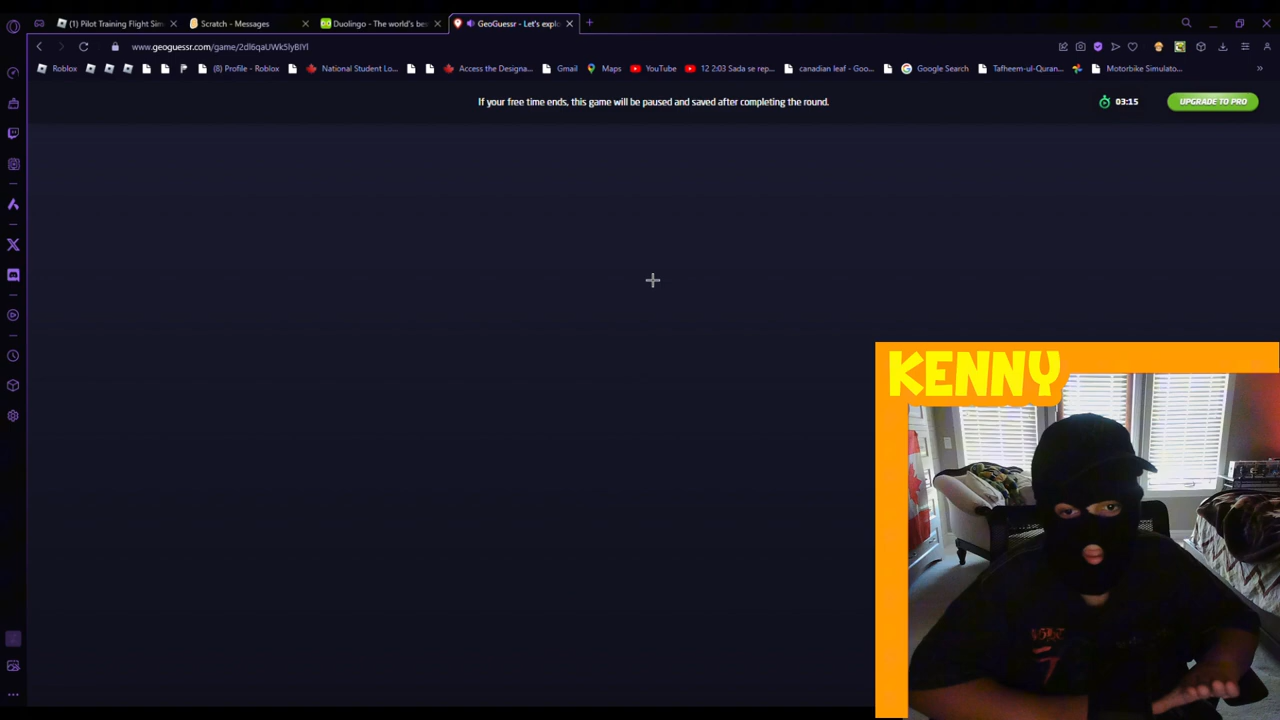 (1) Pilot Training Flight Sim
Scratch - Messages
Duolingo - The world's bes
GeoGuessr - Let's explo
www.geoguessr.com/game/2dl6qaUWk5lyBIYl
Roblox
(8) Profile - Roblox
National Student Lo...
Access the Designa...
Gmail
Maps
YouTube
12 2:03 Sada se rep...
canadian leaf - Goo...
Google Search
Tafheem-ul-Quran,...
Motorbike Simulato...
If your free time ends, this game will be paused and saved after completing the round.
03:15
UPGRADE TO PRO
KENNY